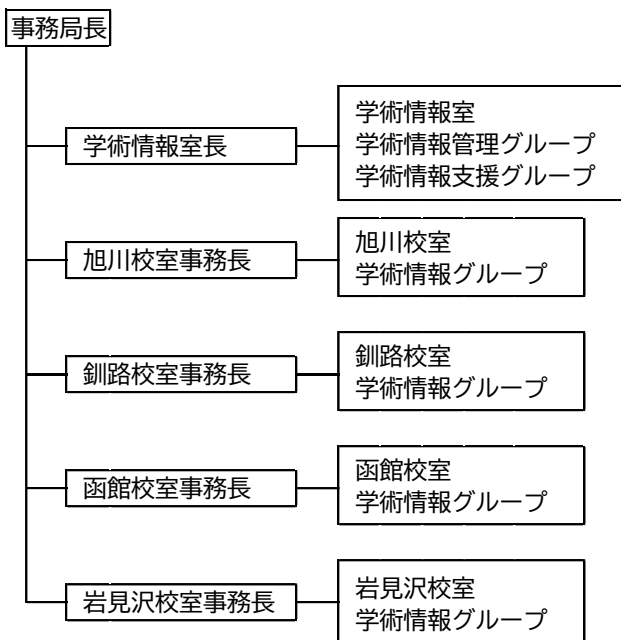 事務局長
学術情報室長
学術情報室
学術情報管理グループ
学術情報支援グループ
旭川校室事務長
旭川校室
学術情報グループ
釧路校室事務長
釧路校室
学術情報グループ
函館校室事務長
函館校室
学術情報グループ
岩見沢校室事務長
岩見沢校室
学術情報グループ